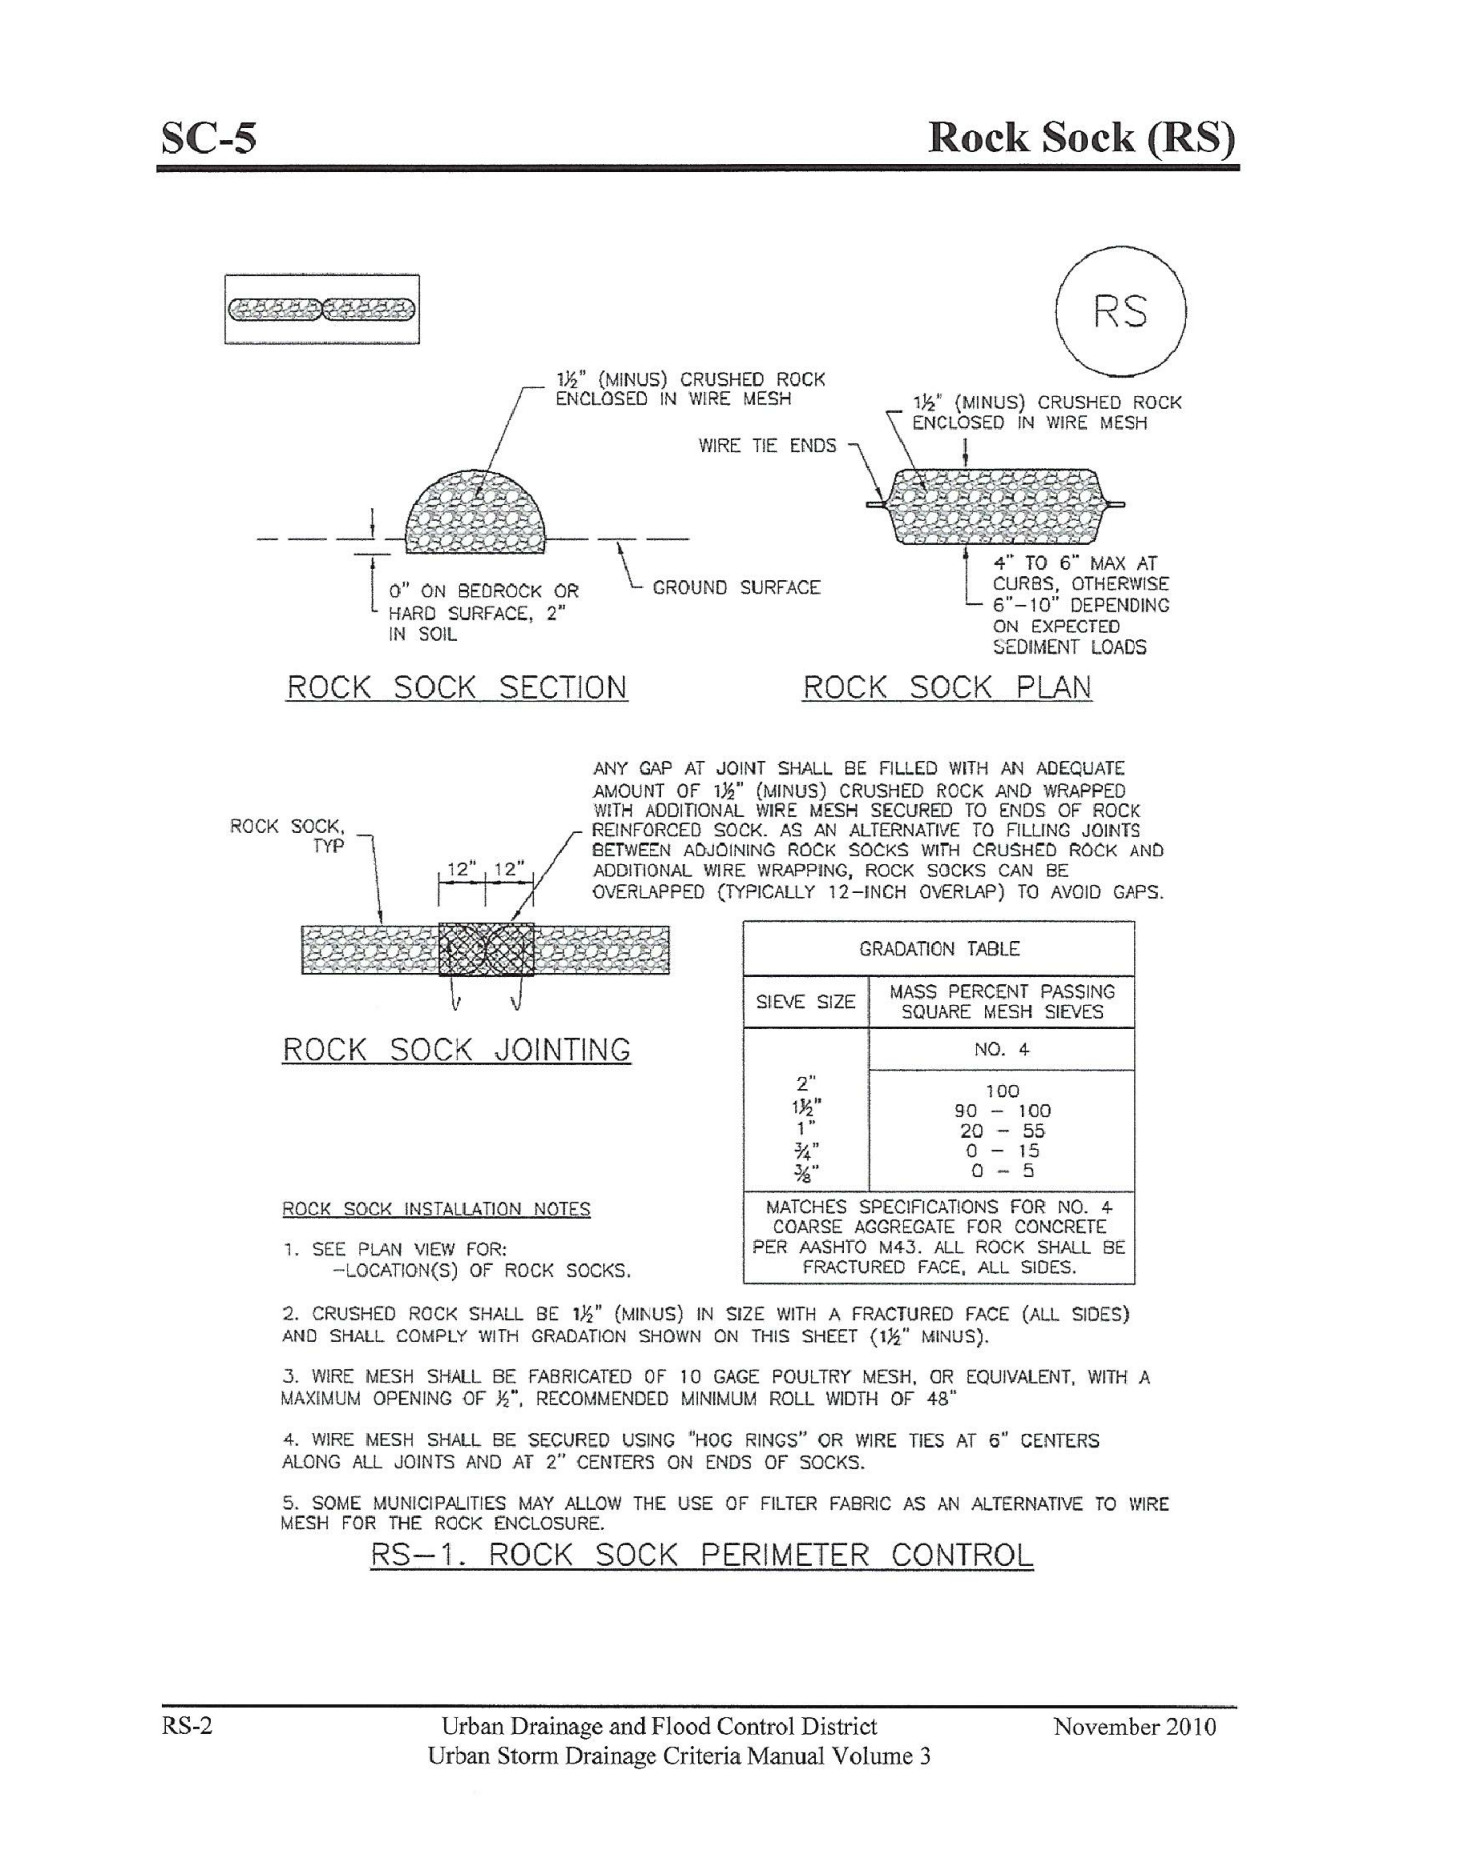 SC-5
Rock Sock (RS)
RS
1½" (MINUS) CRUSHED ROCK
ENCLOSED IN WIRE MESH
1½" (MINUS) CRUSHED ROCK
ENCLOSED IN WIRE MESH
WIRE TIE ENDS
0" ON BEDROCK OR
HARD SURFACE, 2"
IN SOIL
GROUND SURFACE
4" TO 6" MAX AT
CURBS, OTHERWISE
6"-10" DEPENDING
ON EXPECTED
SEDIMENT LOADS
ROCK SOCK SECTION
ROCK SOCK PLAN
ANY GAP AT JOINT SHALL BE FILLED WITH AN ADEQUATE
AMOUNT OF 1½" (MINUS) CRUSHED ROCK AND WRAPPED
WITH ADDITIONAL WIRE MESH SECURED TO ENDS OF ROCK
REINFORCED SOCK. AS AN ALTERNATIVE TO FILLING JOINTS
BETWEEN ADJOINING ROCK SOCKS WITH CRUSHED ROCK AND
ADDITIONAL WIRE WRAPPING, ROCK SOCKS CAN BE
OVERLAPPED (TYPICALLY 12-INCH OVERLAP) TO AVOID GAPS.
ROCK SOCK,
TYP
12" 12"
ROCK SOCK JOINTING
GRADATION TABLE
SIEVE SIZE
MASS PERCENT PASSING
SQUARE MESH SIEVES
NO. 4
2" 100
1½" 90 - 100
1" 20 - 55
¾" 0 - 15
⅜" 0 - 5
MATCHES SPECIFICATIONS FOR NO. 4
COARSE AGGREGATE FOR CONCRETE
PER AASHTO M43. ALL ROCK SHALL BE
FRACTURED FACE, ALL SIDES.
ROCK SOCK INSTALLATION NOTES
1. SEE PLAN VIEW FOR:
-LOCATION(S) OF ROCK SOCKS.
2. CRUSHED ROCK SHALL BE 1½" (MINUS) IN SIZE WITH A FRACTURED FACE (ALL SIDES)
AND SHALL COMPLY WITH GRADATION SHOWN ON THIS SHEET (1½" MINUS).
3. WIRE MESH SHALL BE FABRICATED OF 10 GAGE POULTRY MESH, OR EQUIVALENT, WITH A
MAXIMUM OPENING OF ½", RECOMMENDED MINIMUM ROLL WIDTH OF 48"
4. WIRE MESH SHALL BE SECURED USING "HOG RINGS" OR WIRE TIES AT 6" CENTERS
ALONG ALL JOINTS AND AT 2" CENTERS ON ENDS OF SOCKS.
5. SOME MUNICIPALITIES MAY ALLOW THE USE OF FILTER FABRIC AS AN ALTERNATIVE TO WIRE
MESH FOR THE ROCK ENCLOSURE.
RS-1. ROCK SOCK PERIMETER CONTROL
RS-2
Urban Drainage and Flood Control District
November 2010
Urban Storm Drainage Criteria Manual Volume 3